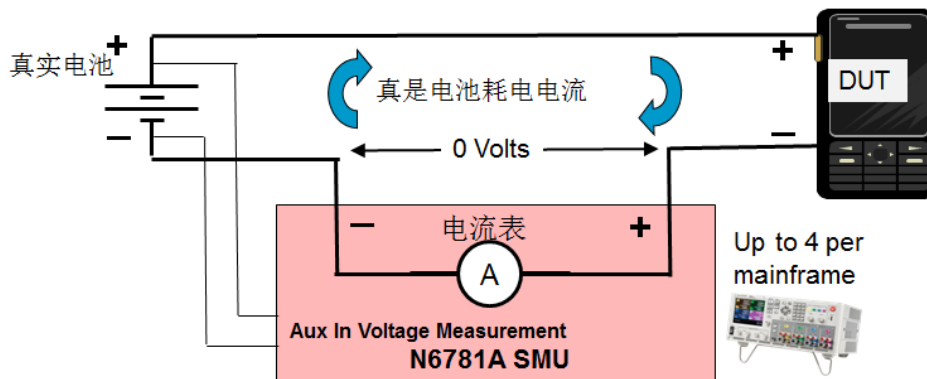 +
真实电池
−
真是电池耗电电流
0 Volts
+
DUT
−
−
电流表
+
A
Aux In Voltage Measurement
N6781A SMU
Up to 4 per
mainframe